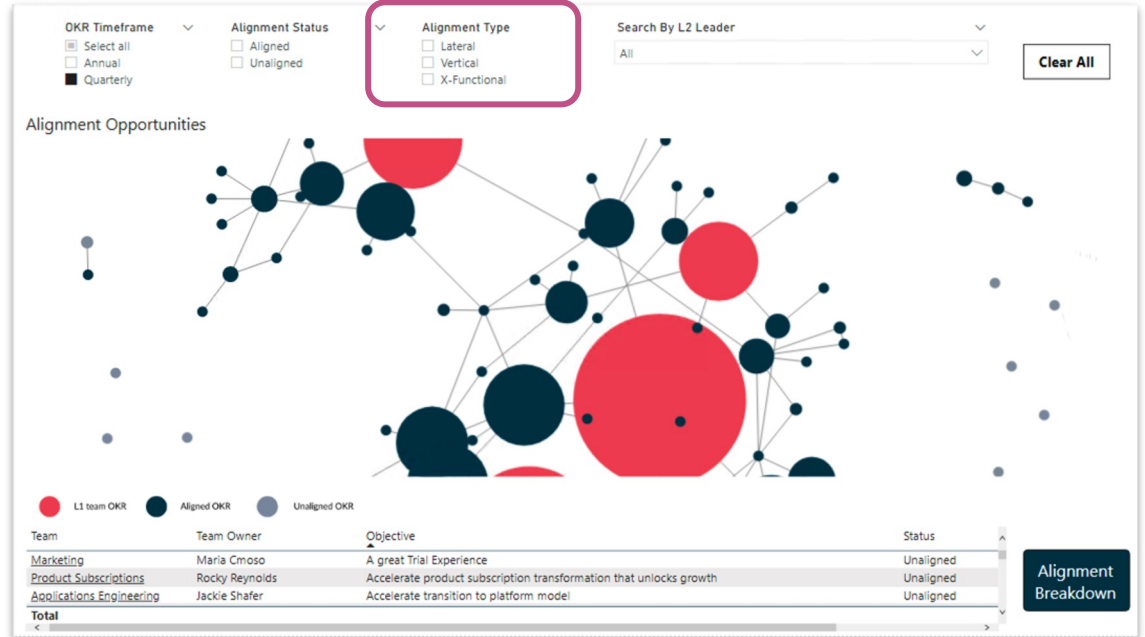 OKR Timeframe
Select all
Annual
Quarterly
Alignment Status
Aligned
Unaligned
Alignment Type
Lateral
Vertical
X-Functional
Search By L2 Leader
All
Clear All
Alignment Opportunities
L1 team OKR Aligned OKR Unaligned OKR
Team Team Owner Objective Status
Marketing Maria Cmoso A great Trial Experience Unaligned
Product Subscriptions Rocky Reynolds Accelerate product subscription transformation that unlocks growth Unaligned
Applications Engineering Jackie Shafer Accelerate transition to platform model Unaligned
Total
Alignment
Breakdown